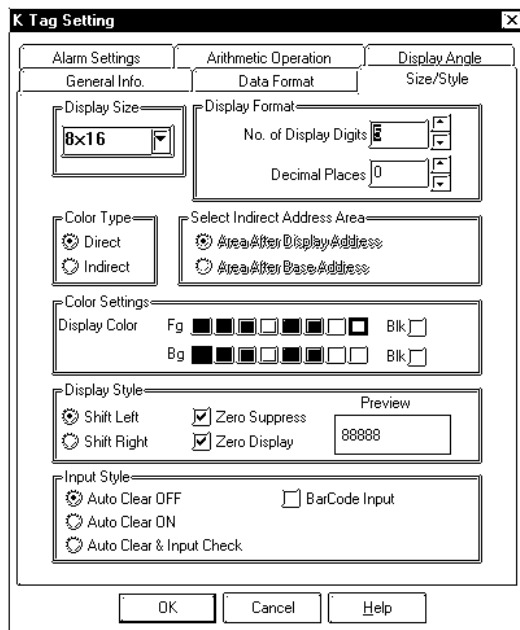 K Tag Setting
Alarm Settings Arithmetic Operation Display Angle
General Info. Data Format Size/Style
Display Size
8×16
Display Format
No. of Display Digits
Decimal Places 0
Color Type
Direct
Indirect
Select Indirect Address Area
Area After Display Address
Area After Base Address
Color Settings
Display Color Fg Blk
Bg Blk
Display Style
Shift Left Zero Suppress
Shift Right Zero Display
Preview
88888
Input Style
Auto Clear OFF BarCode Input
Auto Clear ON
Auto Clear & Input Check
OK Cancel Help